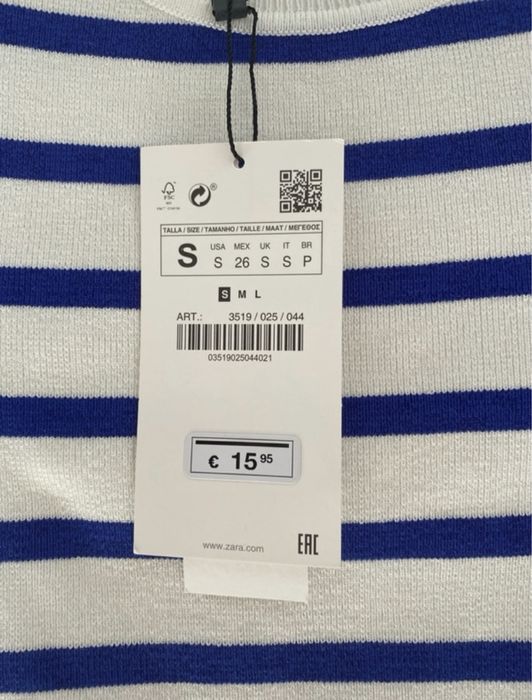 FSC
TALLA / SIZE / TAMANHO / TAILLE / MAAT / ΜΕΓΕΘΟΣ
S
USA MEX UK IT BR
S 26 S S P
S M L
ART.: 3519 / 025 / 044
03519025044021
€ 15 95
www.zara.com
EAC